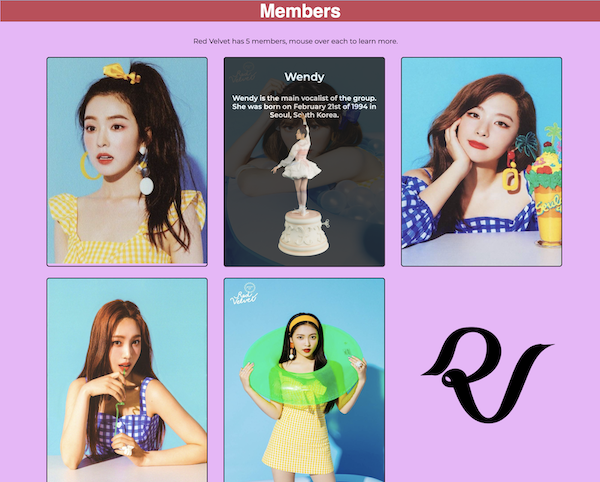 Members
Red Velvet has 5 members, mouse over each to learn more.
Wendy
Wendy is the main vocalist of the group.
She was born on February 21st of 1994 in
Seoul, South Korea.
Seulgi
Red
Velvet
RV